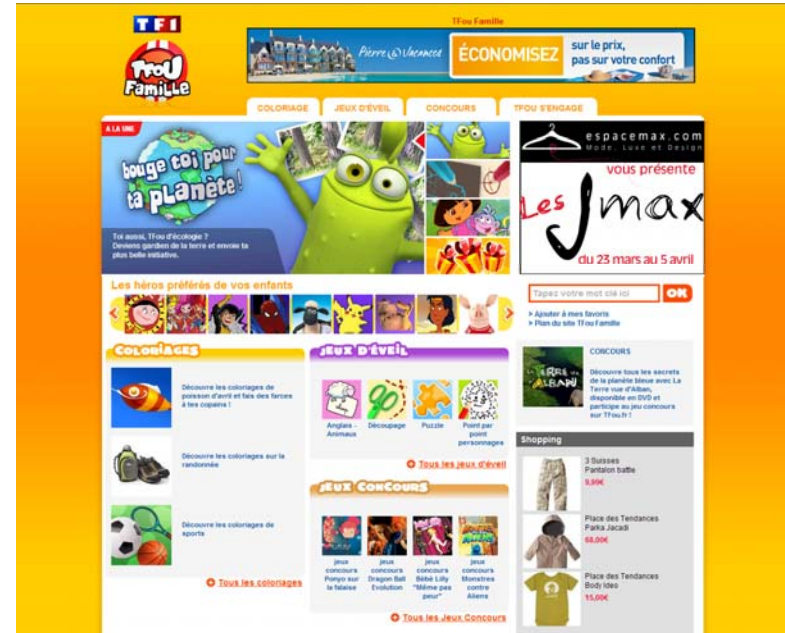 TF1
TFou Famille
TFou
Famille
Pierre & Vacances
ÉCONOMISEZ
sur le prix,
pas sur votre confort
COLORIAGE
JEUX D'ÉVEIL
CONCOURS
TFOU S'ENGAGE
A LA UNE
bouge toi pour
ta planète !
Toi aussi, TFou d'écologie ?
Deviens gardien de la terre et envoie ta
plus belle initiative.
espacemax.com
Mode, Luxe et Design
vous présente
Les Jmax
du 23 mars au 5 avril
Les héros préférés de vos enfants
Tapez votre mot clé ici
OK
> Ajouter à mes favoris
> Plan du site TFou Famille
COLORIAGES
Découvre les coloriages de
poisson d'avril et fais des farces
à tes copains !
Découvre les coloriages sur la
randonnée
Découvre les coloriages de
sports
Tous les coloriages
JEUX D'ÉVEIL
Anglais -
Animaux
Découpage
Puzzle
Point par
point
personnages
Tous les jeux d'éveil
JEUX CONCOURS
jeux
concours
Ponyo sur
la falaise
jeux
concours
Dragon Ball
Evolution
jeux
concours
Bébé Lilly
"Même pas
peur"
jeux
concours
Monstres
contre
Aliens
Tous les Jeux Concours
CONCOURS
Découvre tous les secrets
de la planète bleue avec La
Terre vue d'Alban,
disponible en DVD et
participe au jeu concours
sur TFou.fr !
Shopping
3 Suisses
Pantalon battle
9,99€
Place des Tendances
Parka Jacadi
68,00€
Place des Tendances
Body Ideo
15,00€